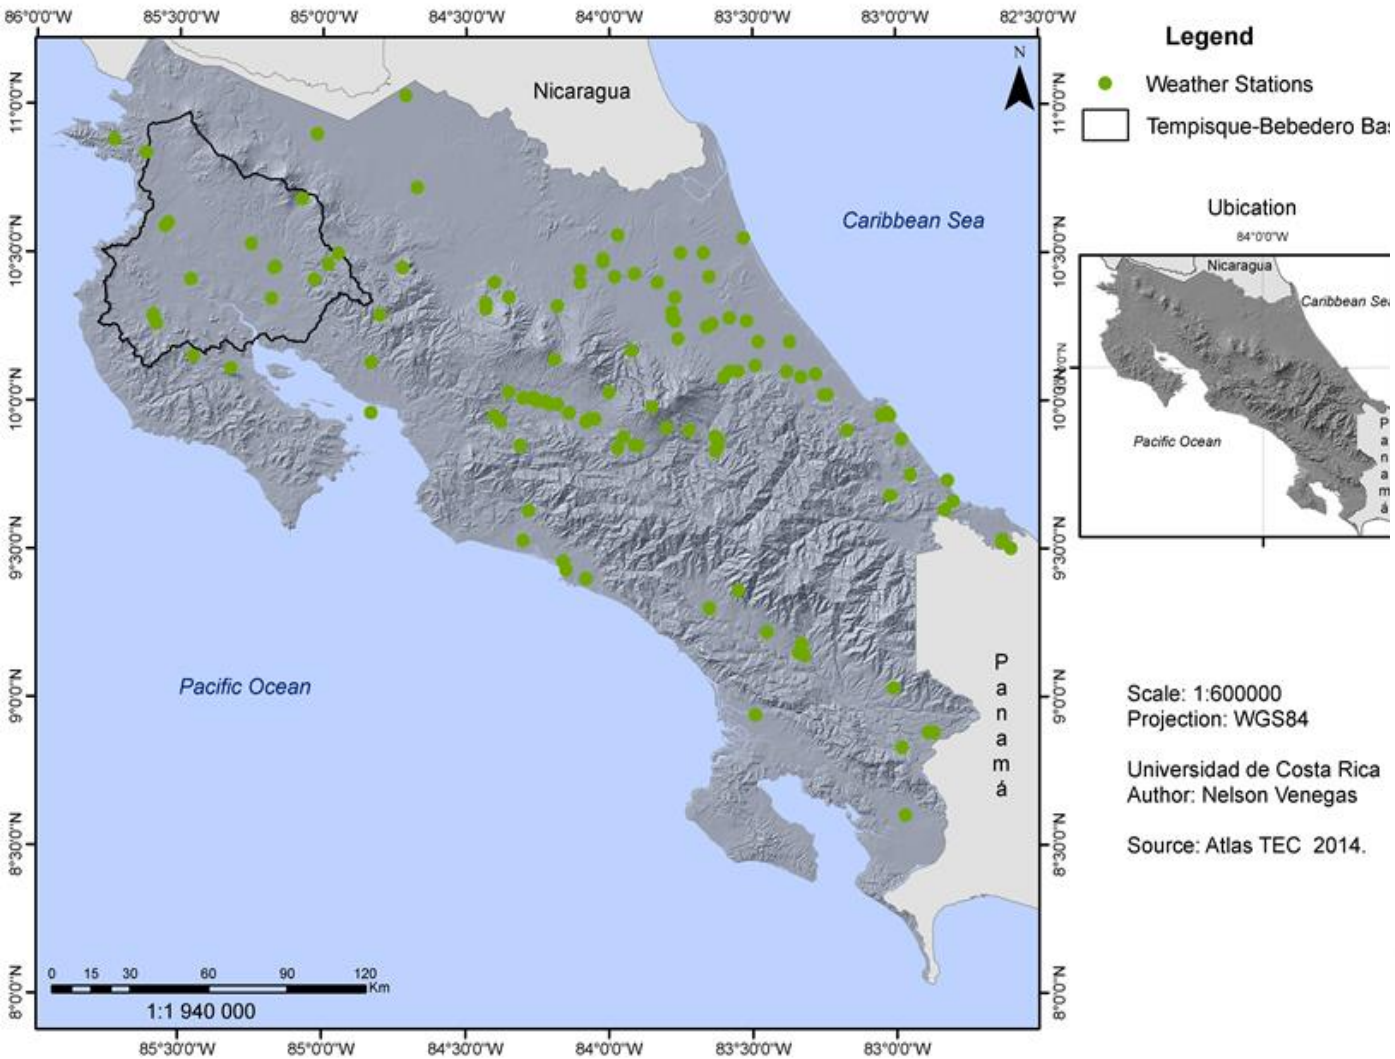 86°0'0"W 85°30'0"W 85°0'0"W 84°30'0"W 84°0'0"W 83°30'0"W 83°0'0"W 82°30'0"W
Legend
N
Weather Stations
Nicaragua
Tempisque-Bebedero Bas
11°0'0"N
11°0'0"N
Caribbean Sea
Ubication
84°0'0"W
Nicaragua
Caribbean Sea
10°30'0"N
10°30'0"N
10°0'0"N
10°0'0"N
Pacific Ocean
P
a
n
a
m
á
9°30'0"N
9°30'0"N
Pacific Ocean
P
a
n
a
m
á
9°0'0"N
9°0'0"N
Scale: 1:600000
Projection: WGS84
Universidad de Costa Rica
Author: Nelson Venegas
Source: Atlas TEC 2014.
8°30'0"N
8°30'0"N
0 15 30 60 90 120
Km
1:1 940 000
8°0'0"N
8°0'0"N
85°30'0"W 85°0'0"W 84°30'0"W 84°0'0"W 83°30'0"W 83°0'0"W